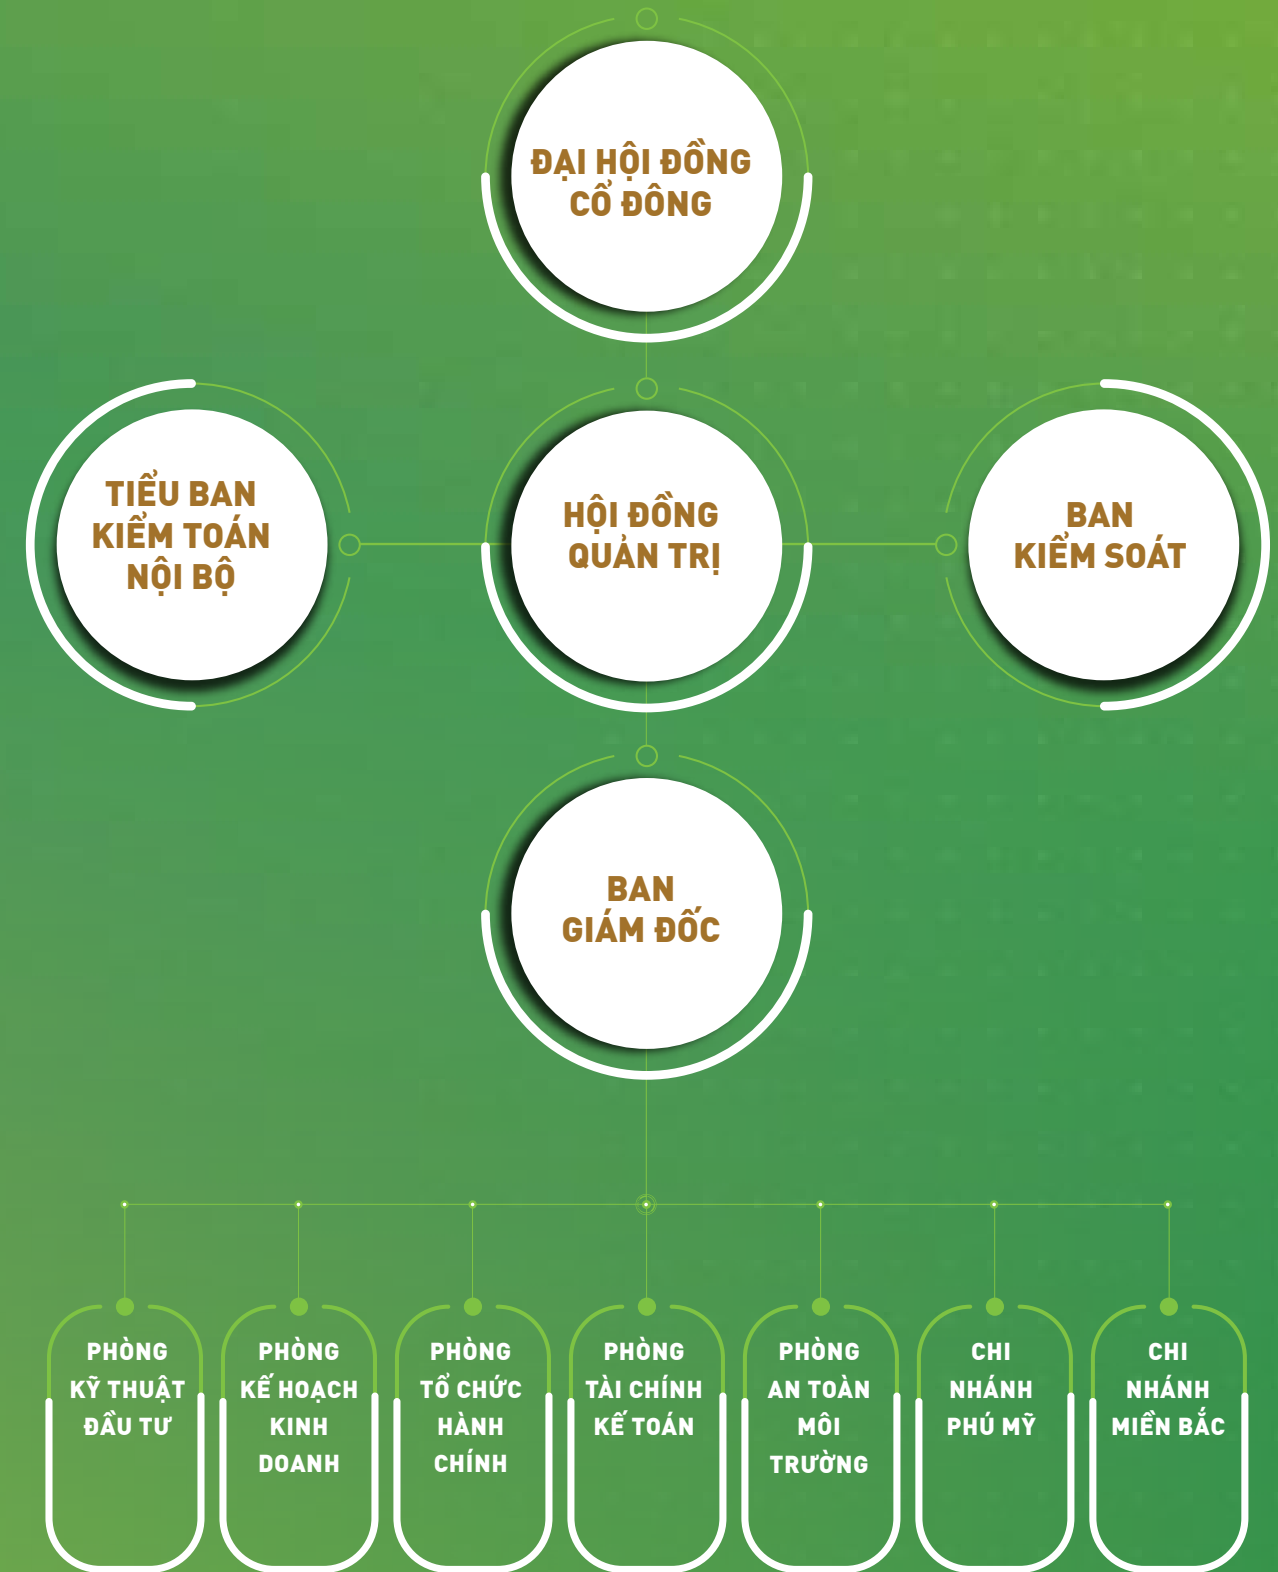 ĐẠI HỘI ĐỒNG
CỔ ĐÔNG
TIỂU BAN
KIỂM TOÁN
NỘI BỘ
HỘI ĐỒNG
QUẢN TRỊ
BAN
KIỂM SOÁT
BAN
GIÁM ĐỐC
PHÒNG
KỸ THUẬT
ĐẦU TƯ
PHÒNG
KẾ HOẠCH
KINH
DOANH
PHÒNG
TỔ CHỨC
HÀNH
CHÍNH
PHÒNG
TÀI CHÍNH
KẾ TOÁN
PHÒNG
AN TOÀN
MÔI
TRƯỜNG
CHI
NHÁNH
PHÚ MỸ
CHI
NHÁNH
MIỀN BẮC